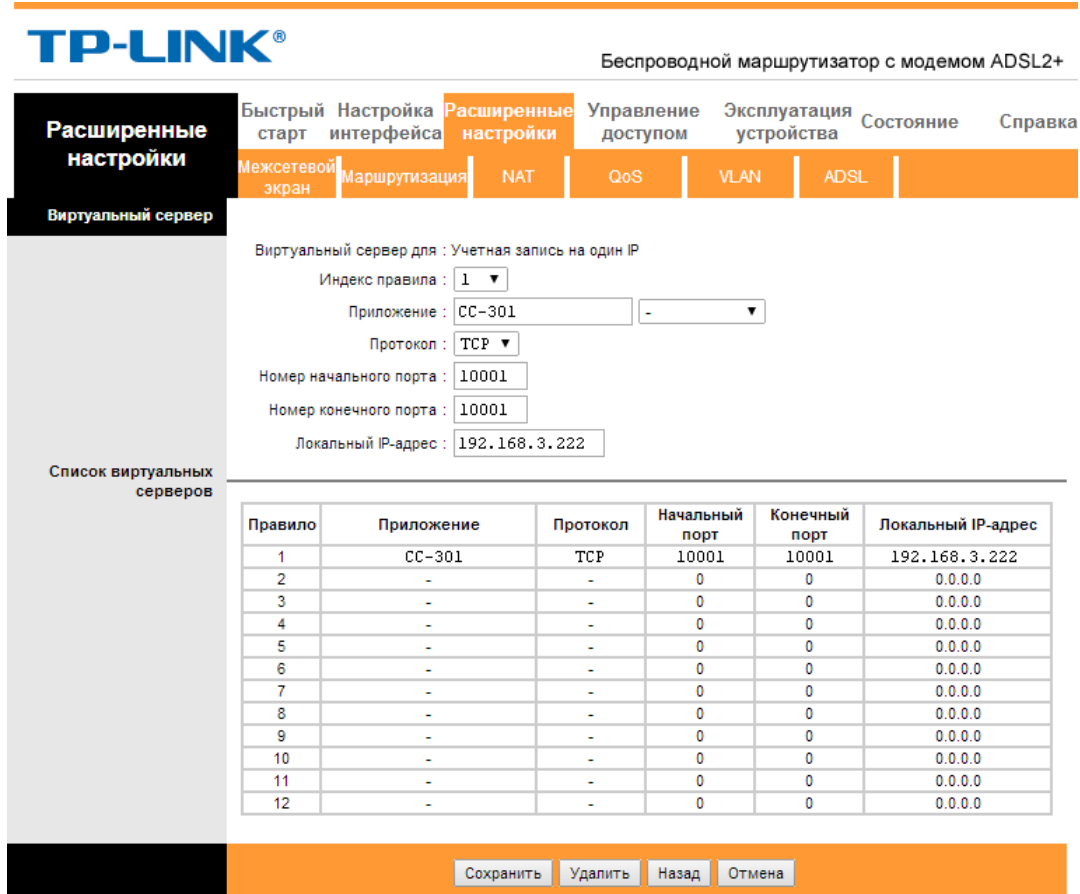 TP-LINK®
Беспроводной маршрутизатор с модемом ADSL2+
Расширенные настройки
Быстрый старт
Настройка интерфейса
Расширенные настройки
Управление доступом
Эксплуатация устройства
Состояние
Справка
Межсетевой экран
Маршрутизация
NAT
QoS
VLAN
ADSL
Виртуальный сервер
Виртуальный сервер для : Учетная запись на один IP
Индекс правила : 1
Приложение : CC-301 -
Протокол : TCP
Номер начального порта : 10001
Номер конечного порта : 10001
Локальный IP-адрес : 192.168.3.222
Список виртуальных серверов
Правило Приложение Протокол Начальный порт Конечный порт Локальный IP-адрес
1 CC-301 TCP 10001 10001 192.168.3.222
2 - - 0 0 0.0.0.0
3 - - 0 0 0.0.0.0
4 - - 0 0 0.0.0.0
5 - - 0 0 0.0.0.0
6 - - 0 0 0.0.0.0
7 - - 0 0 0.0.0.0
8 - - 0 0 0.0.0.0
9 - - 0 0 0.0.0.0
10 - - 0 0 0.0.0.0
11 - - 0 0 0.0.0.0
12 - - 0 0 0.0.0.0
Сохранить Удалить Назад Отмена